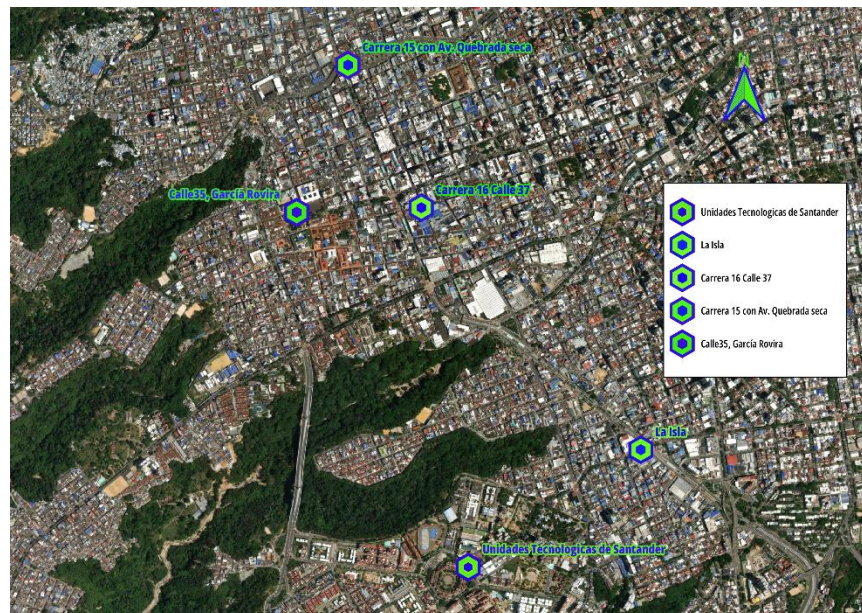 Carrera 15 con Av. Quebrada seca
N
Calle35, García Rovira
Carrera 16 Calle 37
Unidades Tecnologicas de Santander
La Isla
Carrera 16 Calle 37
Carrera 15 con Av. Quebrada seca
Calle35, García Rovira
La Isla
Unidades Tecnologicas de Santander